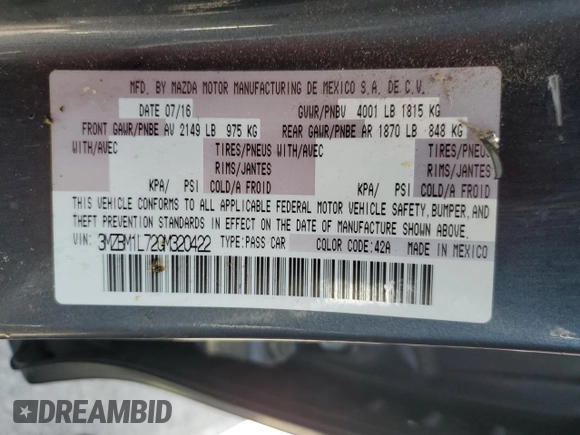 MFD. BY MAZDA MOTOR MANUFACTURING DE MEXICO S.A. DE C.V.
DATE 07/16 GVWR/PNBV 4001 LB 1815 KG
FRONT GAWR/PNBE AV 2149 LB 975 KG REAR GAWR/PNBE AR 1870 LB 848 KG
WITH/AVEC TIRES/PNEUS WITH/AVEC TIRES/PNEUS
RIMS/JANTES RIMS/JANTES
KPA/ PSI COLD/A FROID KPA/ PSI COLD/A FROID
THIS VEHICLE CONFORMS TO ALL APPLICABLE FEDERAL MOTOR VEHICLE SAFETY, BUMPER, AND
THEFT PREVENTION STANDARDS IN EFFECT ON THE DATE OF MANUFACTURE SHOWN ABOVE.
VIN: 3MZBM1L72GM320422 TYPE:PASS CAR COLOR CODE:42A MADE IN MEXICO
DREAMBID